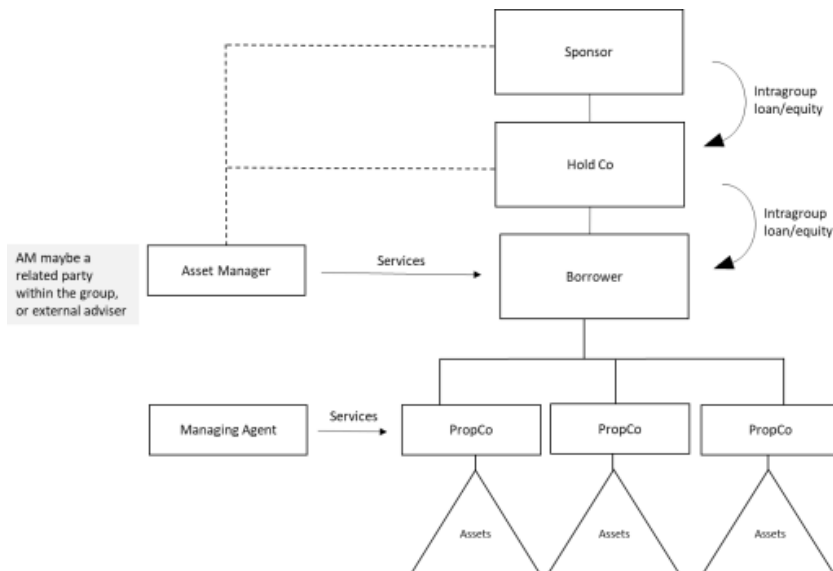 Sponsor
Intragroup
loan/equity
Hold Co
Intragroup
loan/equity
AM maybe a
related party
within the group,
or external adviser
Asset Manager
Services
Borrower
Managing Agent
Services
PropCo
PropCo
PropCo
Assets
Assets
Assets